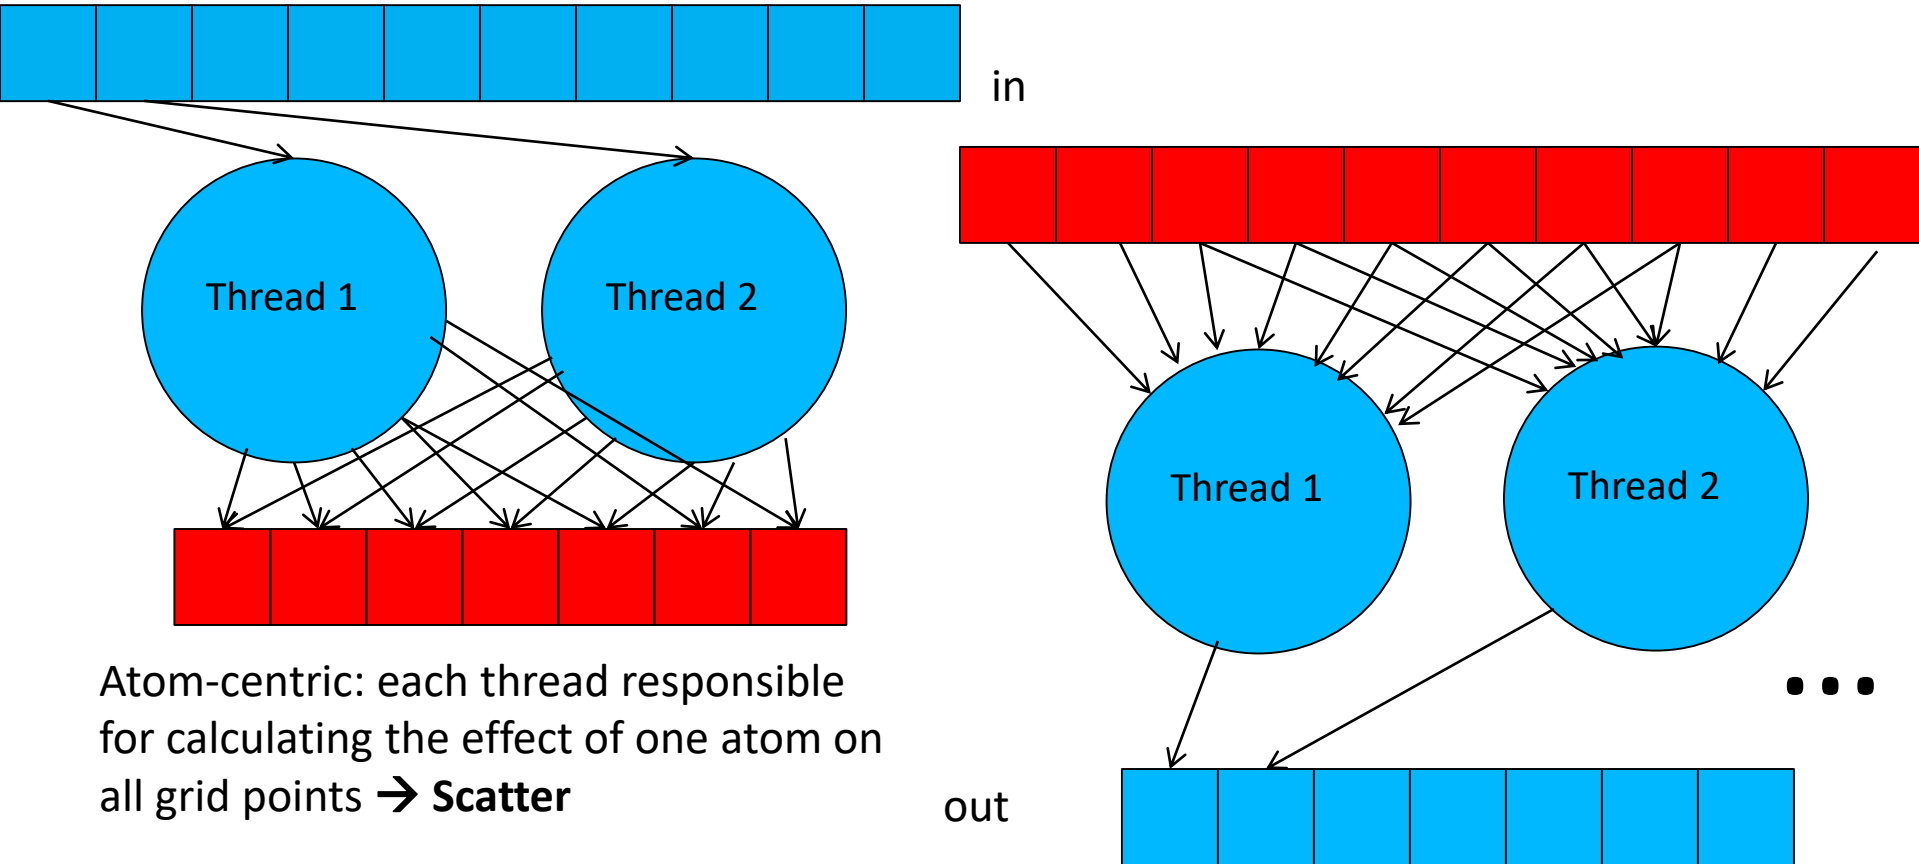 in
Thread 1
Thread 2
Thread 1
Thread 2
Atom-centric: each thread responsible
for calculating the effect of one atom on
all grid points → Scatter
...
out